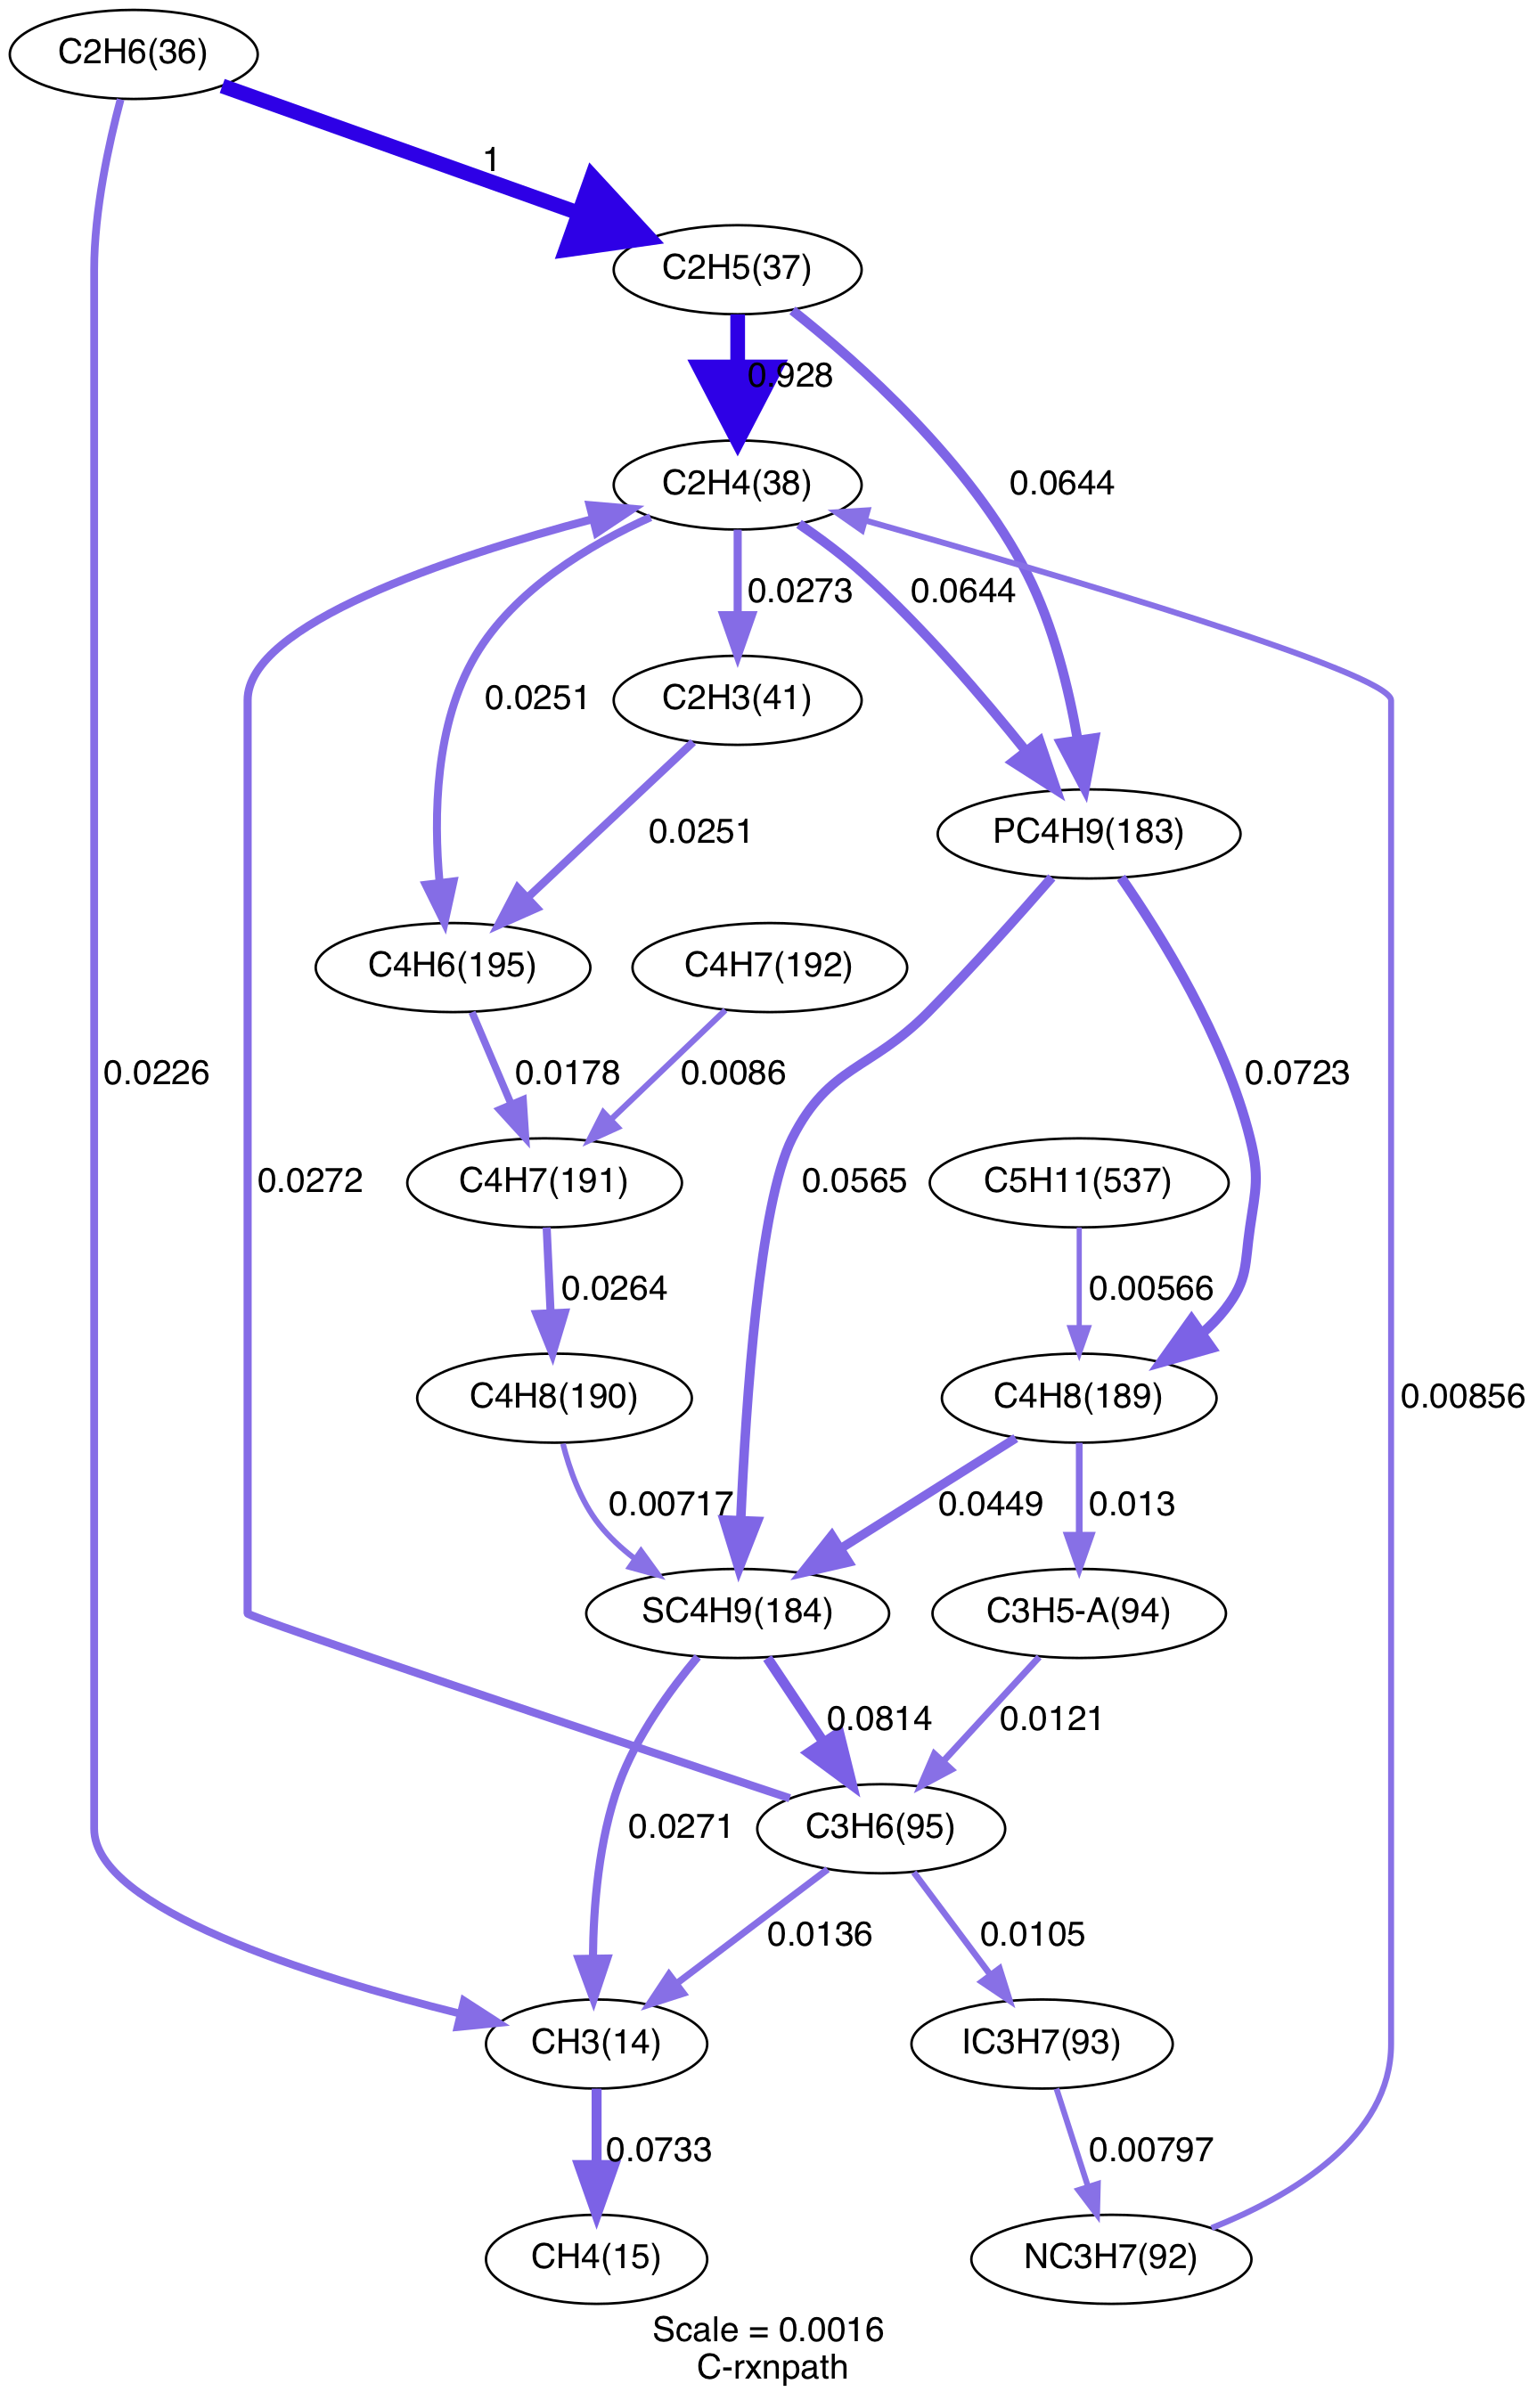 C2H6(36)
1
C2H5(37)
0.928
C2H4(38)
0.0644
0.0273
0.0644
0.0251
C2H3(41)
0.0251
PC4H9(183)
C4H6(195)
C4H7(192)
0.0226
0.0178
0.0086
0.0723
0.0272
C4H7(191)
0.0565
C5H11(537)
0.0264
0.00566
C4H8(190)
C4H8(189)
0.00856
0.00717
0.0449
0.013
SC4H9(184)
C3H5-A(94)
0.0814
0.0121
0.0271
C3H6(95)
0.0136
0.0105
CH3(14)
IC3H7(93)
0.0733
0.00797
CH4(15)
NC3H7(92)
Scale = 0.0016
C-rxnpath